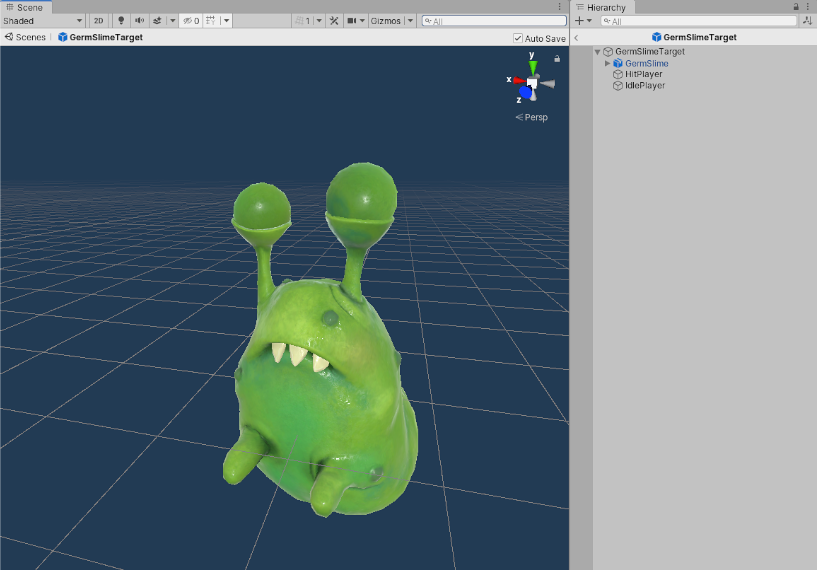 Scene
Hierarchy
Shaded
2D
0
1
Gizmos
All
All
Scenes
GermSlimeTarget
Auto Save
GermSlimeTarget
GermSlimeTarget
GermSlime
HitPlayer
IdlePlayer
y
x
z
Persp